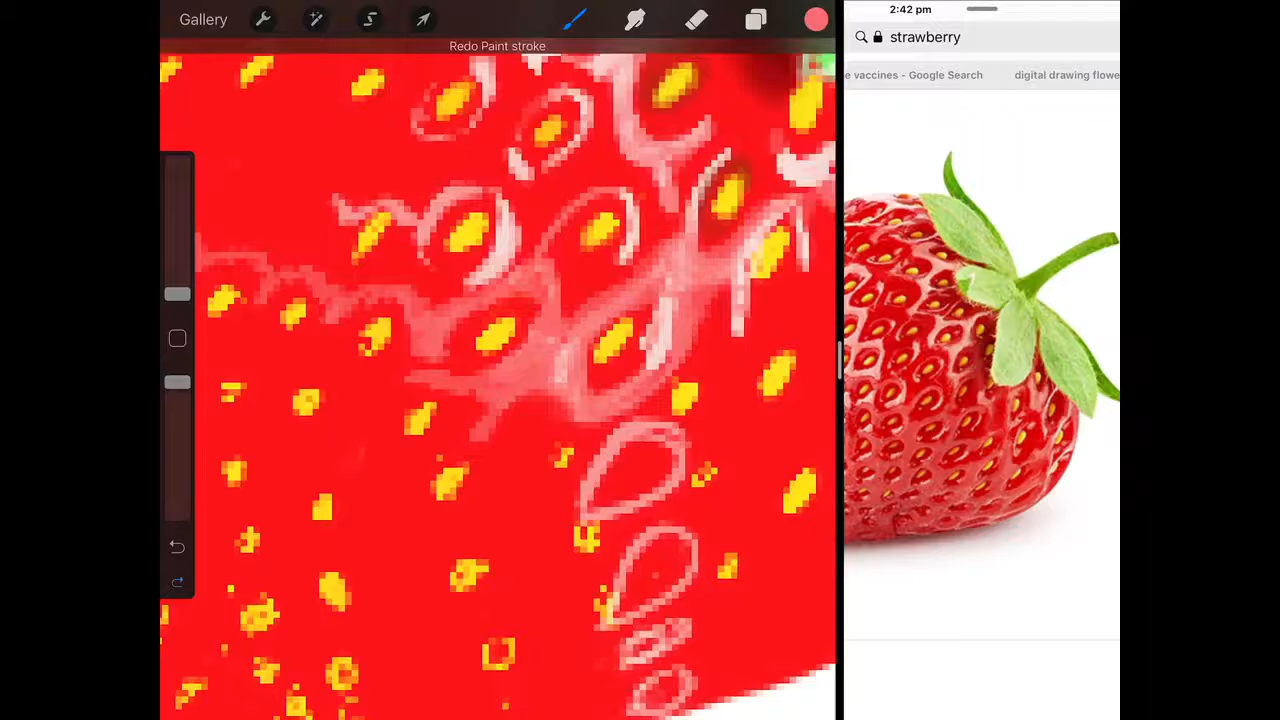 Gallery
Redo Paint stroke
2:42 pm
strawberry
e vaccines - Google Search
digital drawing flowe